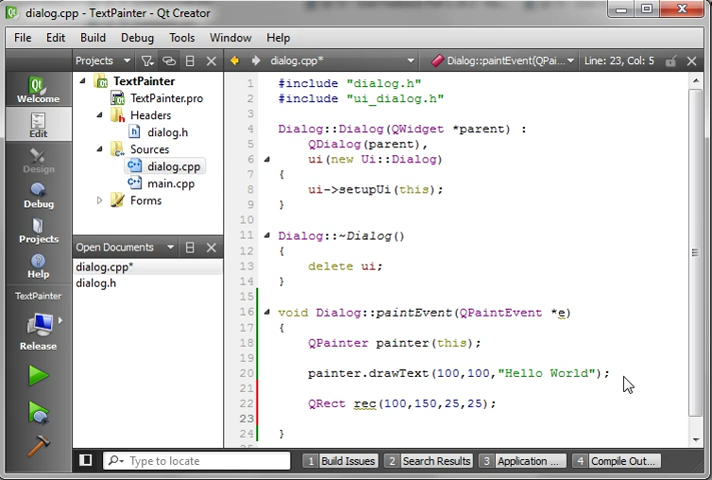 dialog.cpp - TextPainter - Qt Creator
File Edit Build Debug Tools Window Help
Projects dialog.cpp* Dialog::paintEvent(QPai... Line: 23, Col: 5
Welcome
Edit
Design
Debug
Projects
Help
TextPainter
Release
TextPainter
TextPainter.pro
Headers
dialog.h
Sources
dialog.cpp
main.cpp
Forms
Open Documents
dialog.cpp*
dialog.h
1 #include "dialog.h"
2 #include "ui_dialog.h"
3
4 Dialog::Dialog(QWidget *parent) :
5 QDialog(parent),
6 ui(new Ui::Dialog)
7 {
8 ui->setupUi(this);
9 }
10
11 Dialog::~Dialog()
12 {
13 delete ui;
14 }
15
16 void Dialog::paintEvent(QPaintEvent *e)
17 {
18 QPainter painter(this);
19
20 painter.drawText(100,100,"Hello World");
21
22 QRect rec(100,150,25,25);
23
24 }
Type to locate 1 Build Issues 2 Search Results 3 Application ... 4 Compile Out...